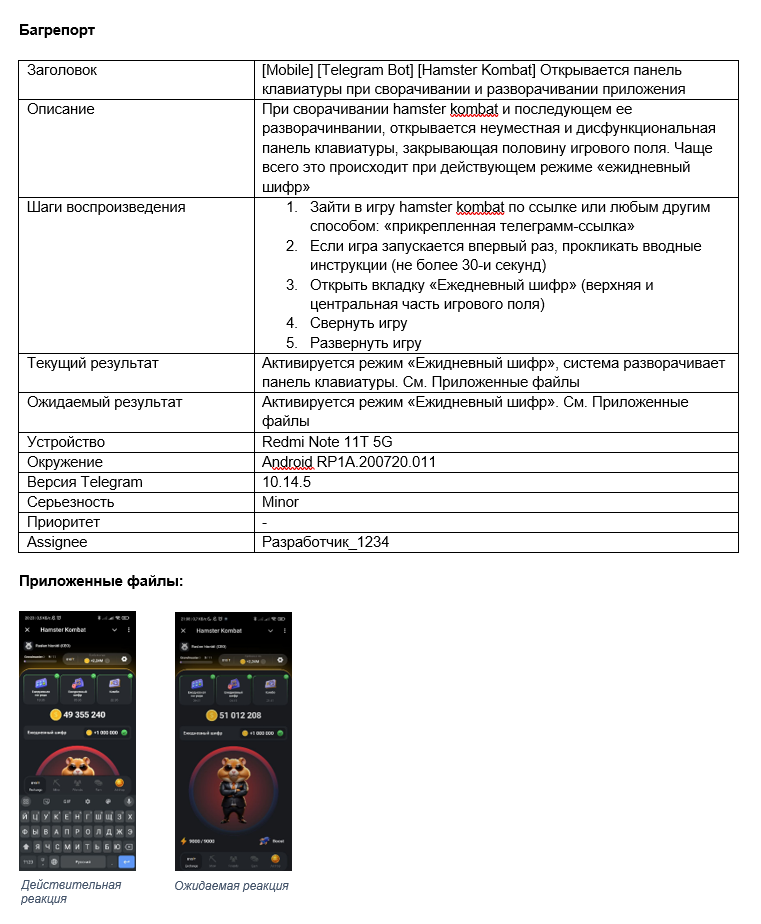 Багрепорт
Заголовок
[Mobile] [Telegram Bot] [Hamster Kombat] Открывается панель
клавиатуры при сворачивании и разворачивании приложения
Описание
При сворачивании hamster kombat и последующем ее
разворачинвании, открывается неуместная и дисфункциональная
панель клавиатуры, закрывающая половину игрового поля. Чаще
всего это происходит при действующем режиме «ежидневный
шифр»
Шаги воспроизведения
1. Зайти в игру hamster kombat по ссылке или любым другим
способом: «прикрепленная телеграмм-ссылка»
2. Если игра запускается впервый раз, прокликать вводные
инструкции (не более 30-и секунд)
3. Открыть вкладку «Ежедневный шифр» (верхняя и
центральная часть игрового поля)
4. Свернуть игру
5. Развернуть игру
Текущий результат
Активируется режим «Ежидневный шифр», система разворачивает
панель клавиатуры. См. Приложенные файлы
Ожидаемый результат
Активируется режим «Ежидневный шифр». См. Приложенные
файлы
Устройство
Redmi Note 11T 5G
Окружение
Android RP1A.200720.011
Версия Telegram
10.14.5
Серьезность
Minor
Приоритет
-
Assignee
Разработчик_1234
Приложенные файлы:
Hamster Kombat
49 355 240
Ежедневный шифр
+1 000 000
Й Ц У К Е Н Г Ш Щ З Х
Ф Ы В А П Р О Л Д Ж Э
Я Ч С М И Т Ь Б Ю
Действительная
реакция
Hamster Kombat
51 012 208
Ежедневный шифр
+1 000 000
9000 / 9000
Boost
Ожидаемая реакция